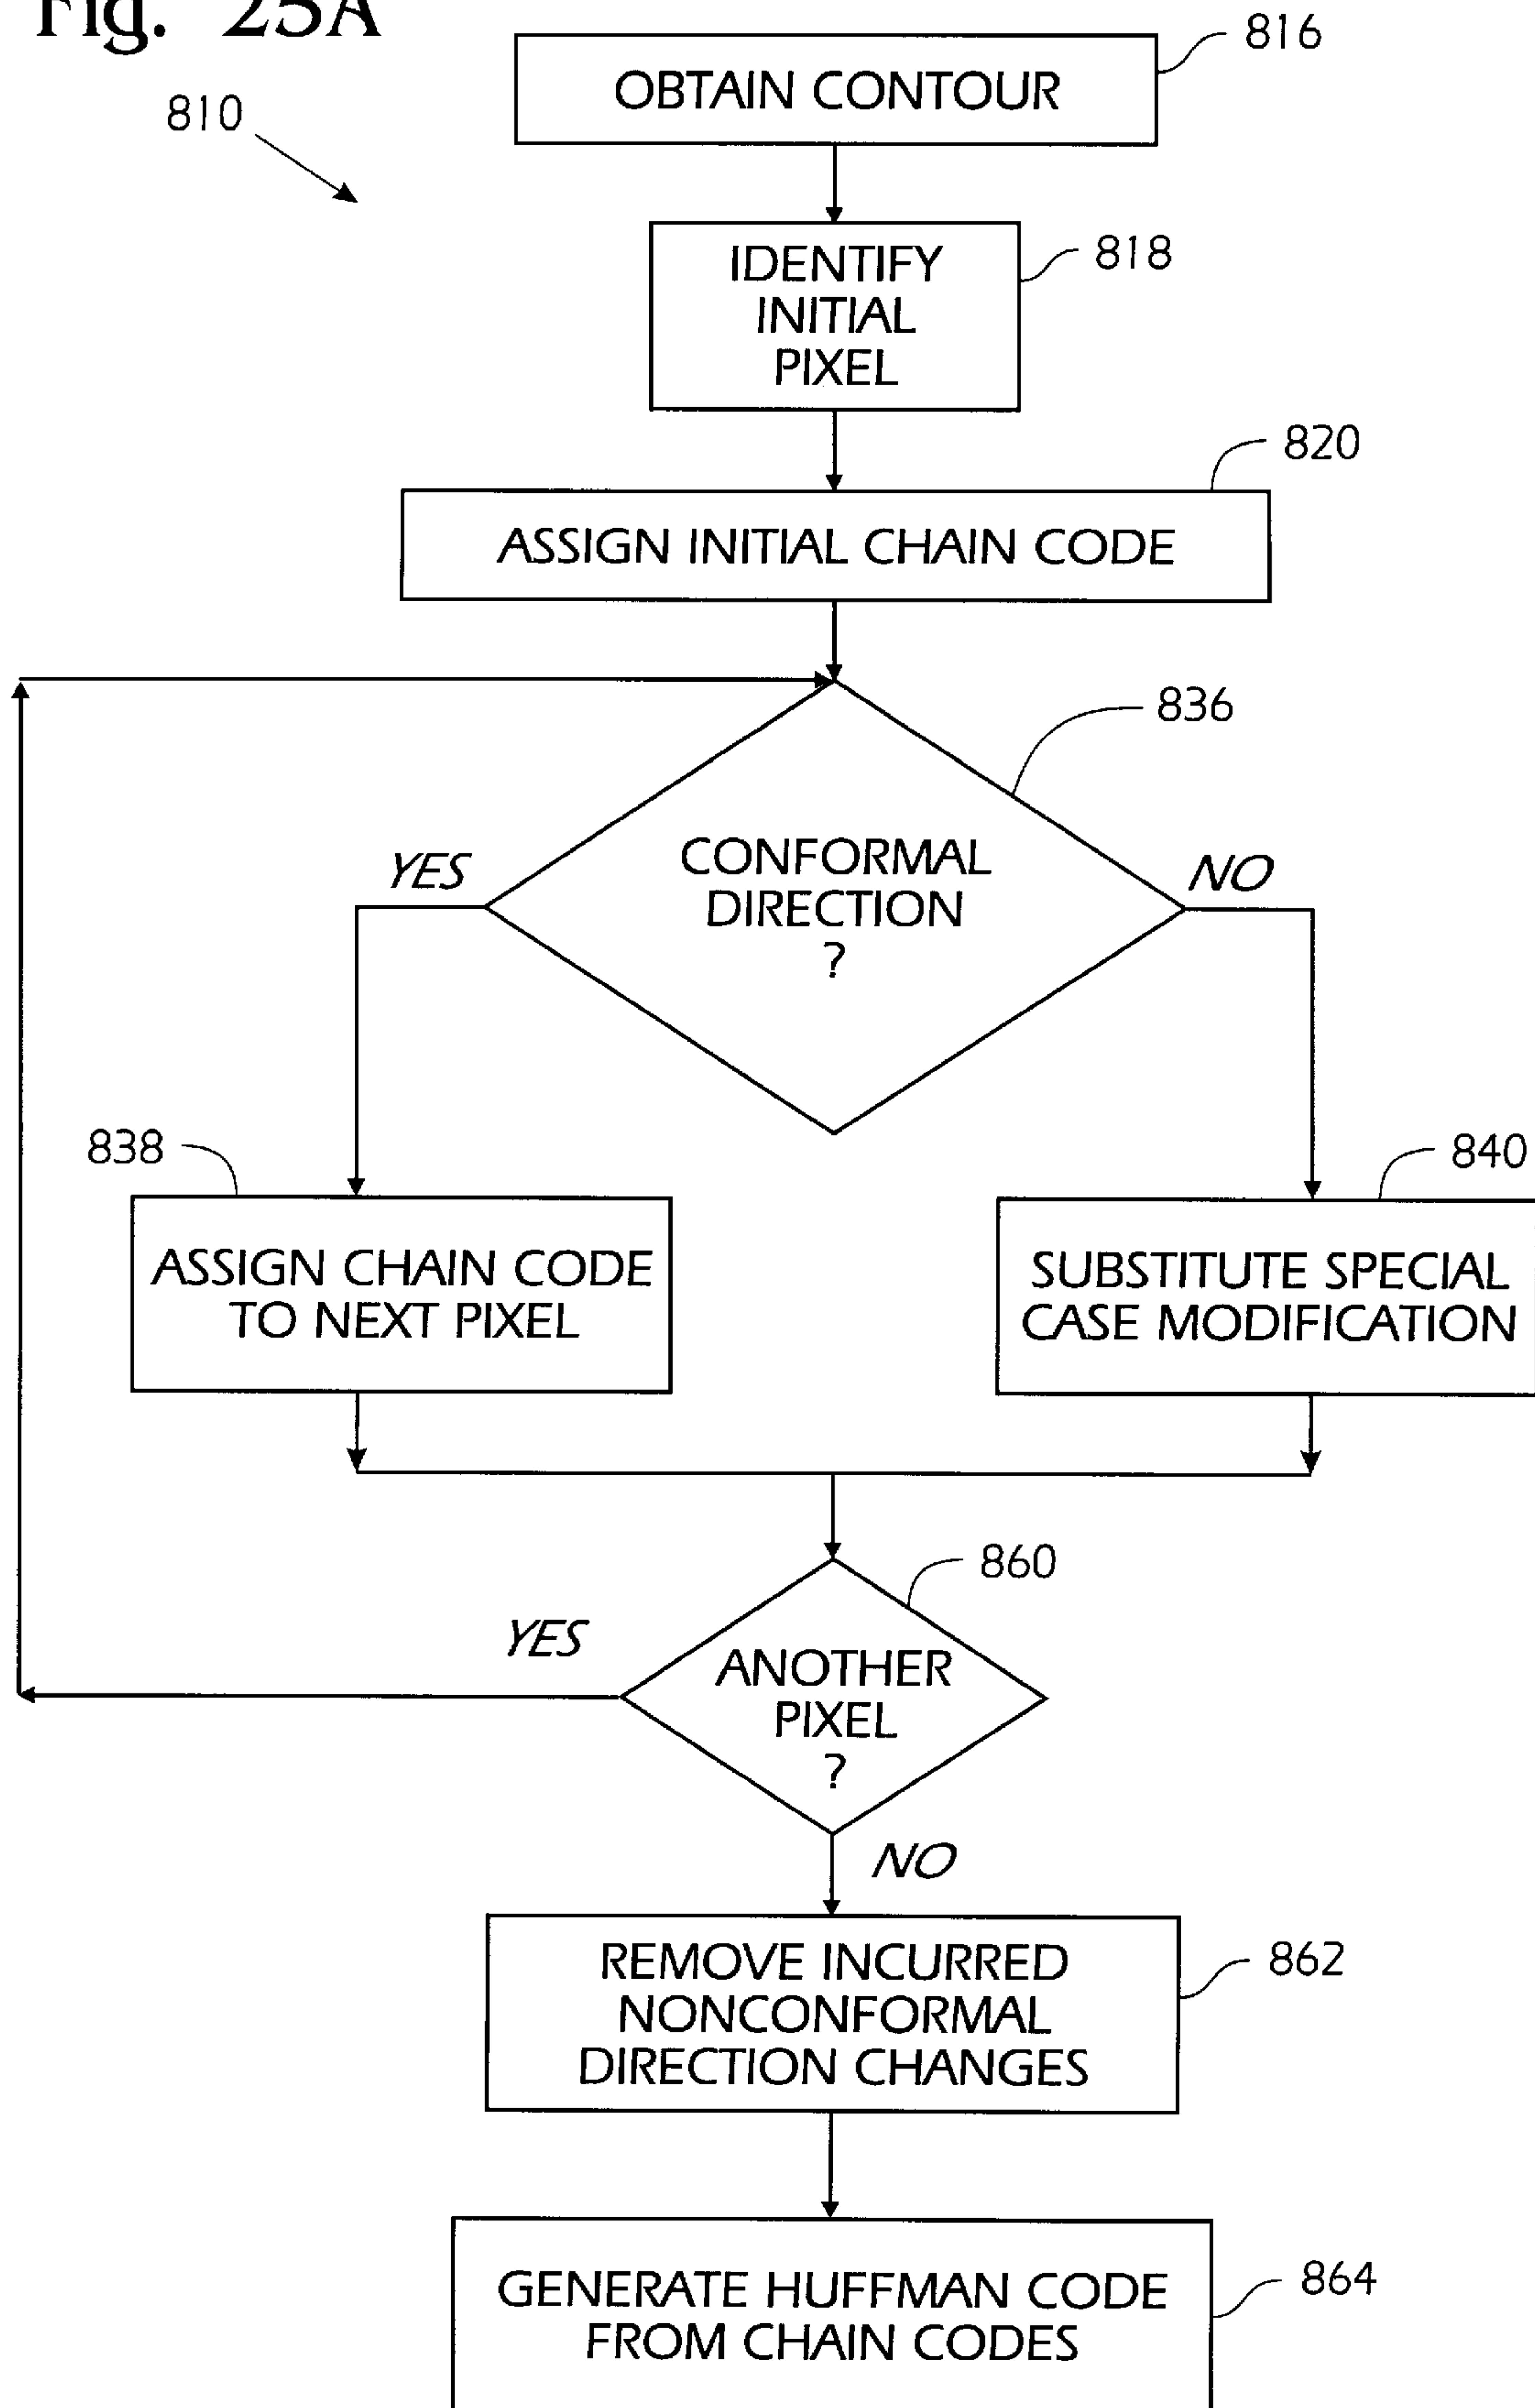 Fig. 25A
816
OBTAIN CONTOUR
810
IDENTIFY
INITIAL
PIXEL
818
820
ASSIGN INITIAL CHAIN CODE
836
CONFORMAL
DIRECTION
?
YES
NO
838
840
ASSIGN CHAIN CODE
TO NEXT PIXEL
SUBSTITUTE SPECIAL
CASE MODIFICATION
860
YES
ANOTHER
PIXEL
?
NO
REMOVE INCURRED
NONCONFORMAL
DIRECTION CHANGES
862
GENERATE HUFFMAN CODE
FROM CHAIN CODES
864